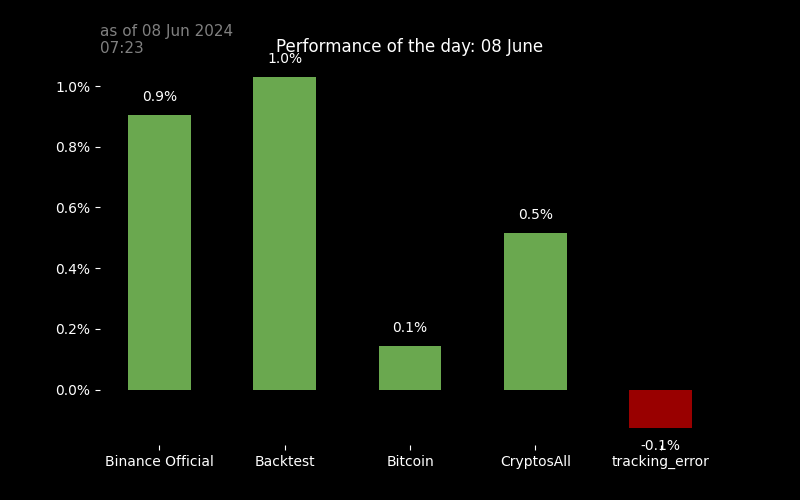 as of 08 Jun 2024
07:23
Performance of the day: 08 June
1.0%
0.8%
0.6%
0.4%
0.2%
0.0%
0.9%
1.0%
0.1%
0.5%
-0.1%
Binance Official
Backtest
Bitcoin
CryptosAll
tracking_error